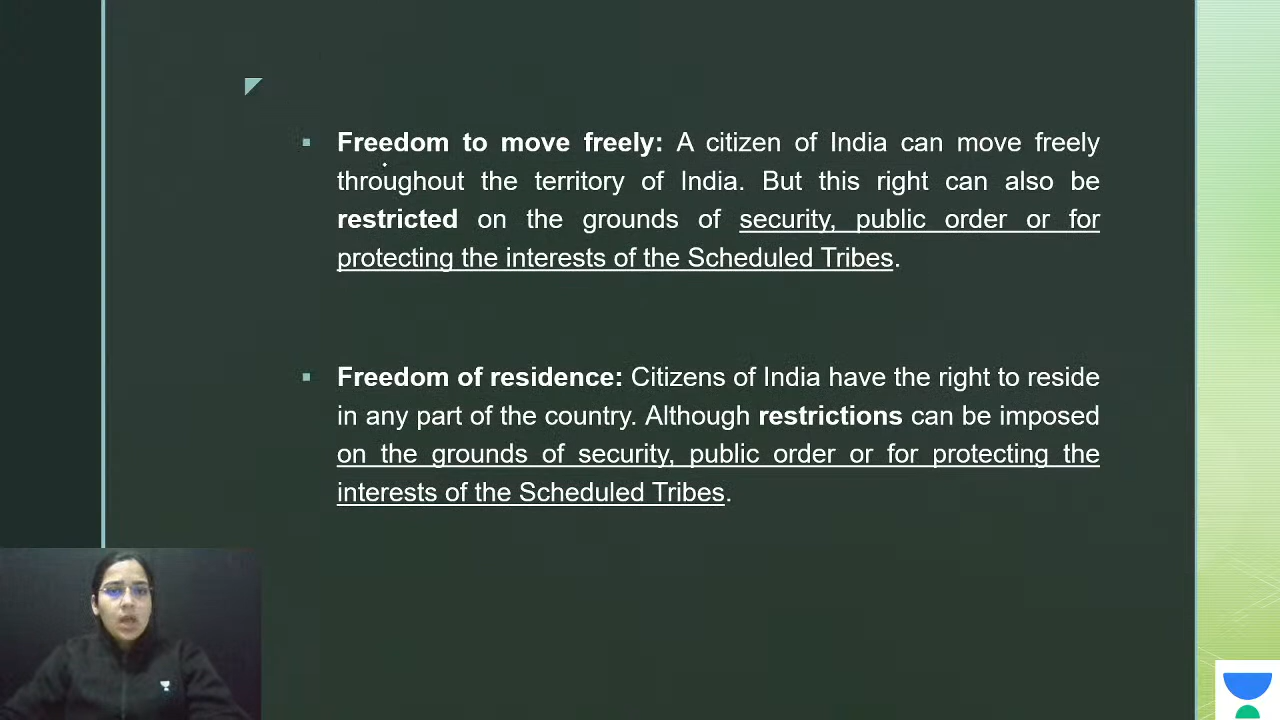 Freedom to move freely: A citizen of India can move freely
throughout the territory of India. But this right can also be
restricted on the grounds of security, public order or for
protecting the interests of the Scheduled Tribes.
Freedom of residence: Citizens of India have the right to reside
in any part of the country. Although restrictions can be imposed
on the grounds of security, public order or for protecting the
interests of the Scheduled Tribes.